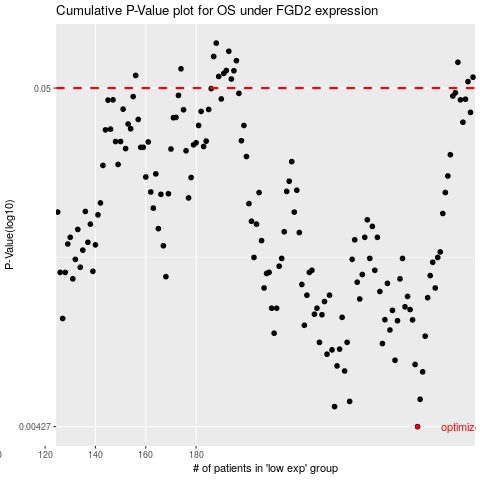 Cumulative P-Value plot for OS under FGD2 expression
0.05
P-Value(log10)
0.00427
optimiz
120 140 160 180
# of patients in 'low exp' group